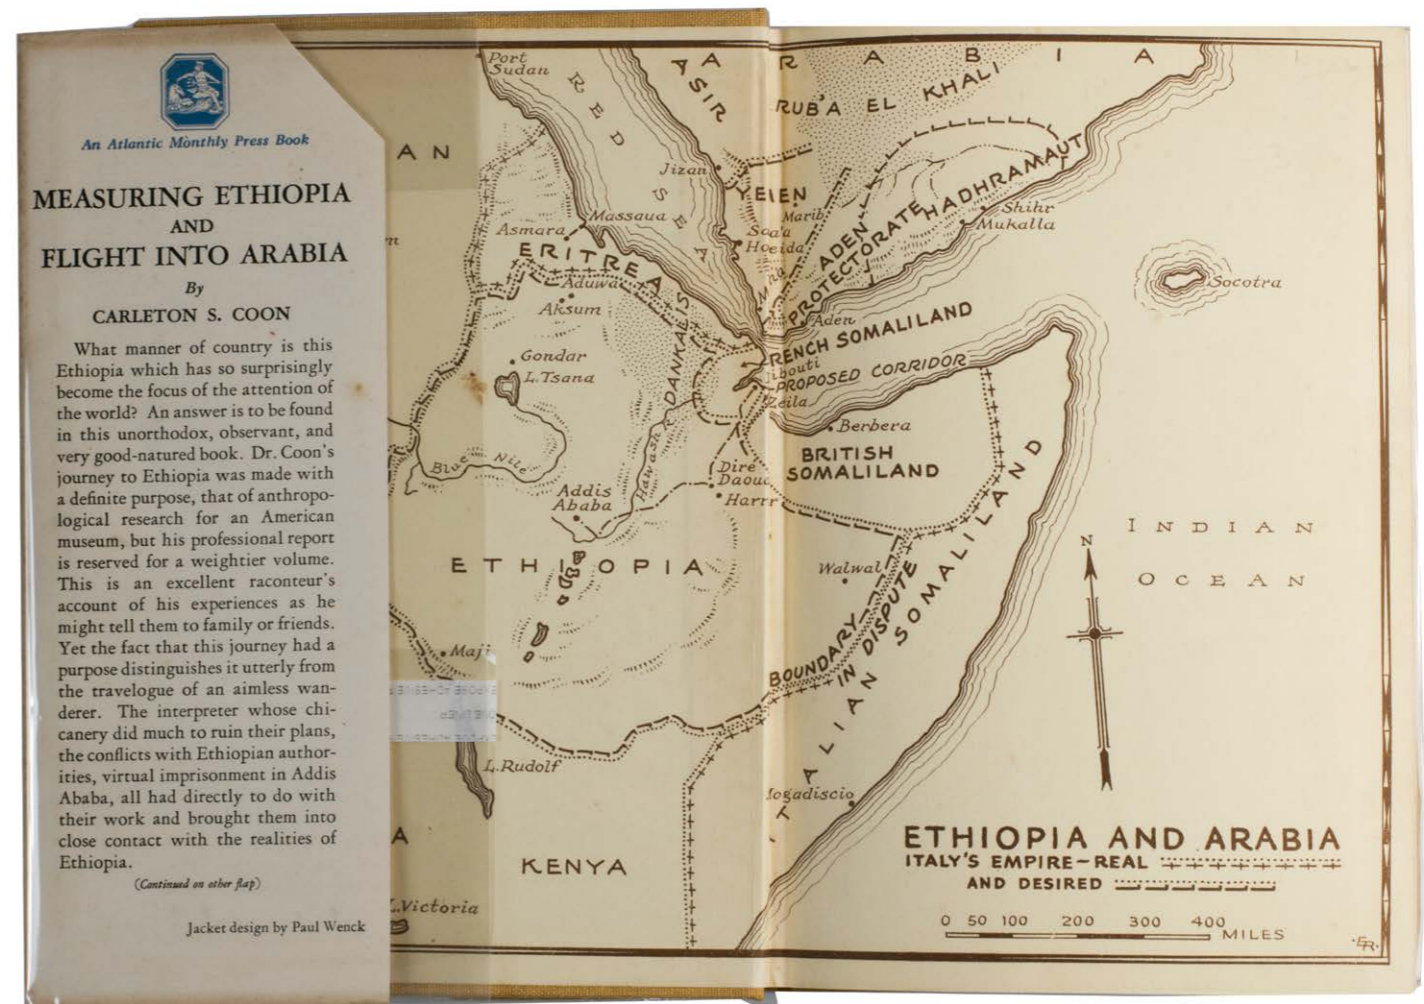 An Atlantic Monthly Press Book
MEASURING ETHIOPIA
AND
FLIGHT INTO ARABIA
By
CARLETON S. COON
What manner of country is this
Ethiopia which has so surprisingly
become the focus of the attention of
the world? An answer is to be found
in this unorthodox, observant, and
very good-natured book. Dr. Coon's
journey to Ethiopia was made with
a definite purpose, that of anthropo-
logical research for an American
museum, but his professional report
is reserved for a weightier volume.
This is an excellent raconteur's
account of his experiences as he
might tell them to family or friends.
Yet the fact that this journey had a
purpose distinguishes it utterly from
the travelogue of an aimless wan-
derer. The interpreter whose chi-
canery did much to ruin their plans,
the conflicts with Ethiopian author-
ities, virtual imprisonment in Addis
Ababa, all had directly to do with
their work and brought them into
close contact with the realities of
Ethiopia.
(Continued on other flap)
Jacket design by Paul Wenck
Port
Sudan
RED SEA
ASIR
ARABIA
RUB'A EL KHALI
AN
Jizan
YEIEN
Marib
Hoeida
ADEN
PROTECTORATE
HADHRAMAUT
Shihr
Mukalla
Massaua
Asmara
ERITREA
Aduwa
Aksum
Socotra
Aden
RENCH SOMALILAND
Gondar
L. Tsana
DANKALIS
ibouti
PROPOSED CORRIDOR
Zeila
Berbera
BRITISH
SOMALILAND
Blue Nile
Hawash R
Dire
Daoua
Harrr
Addis
Ababa
ETHIOPIA
Walwal
INDIAN
OCEAN
N
BOUNDARY
IN DISPUTE
ITALIAN SOMALILAND
Maji
L. Rudolf
logadiscio
A
KENYA
L. Victoria
ETHIOPIA AND ARABIA
ITALY'S EMPIRE-REAL
AND DESIRED
0 50 100 200 300 400
MILES
ER